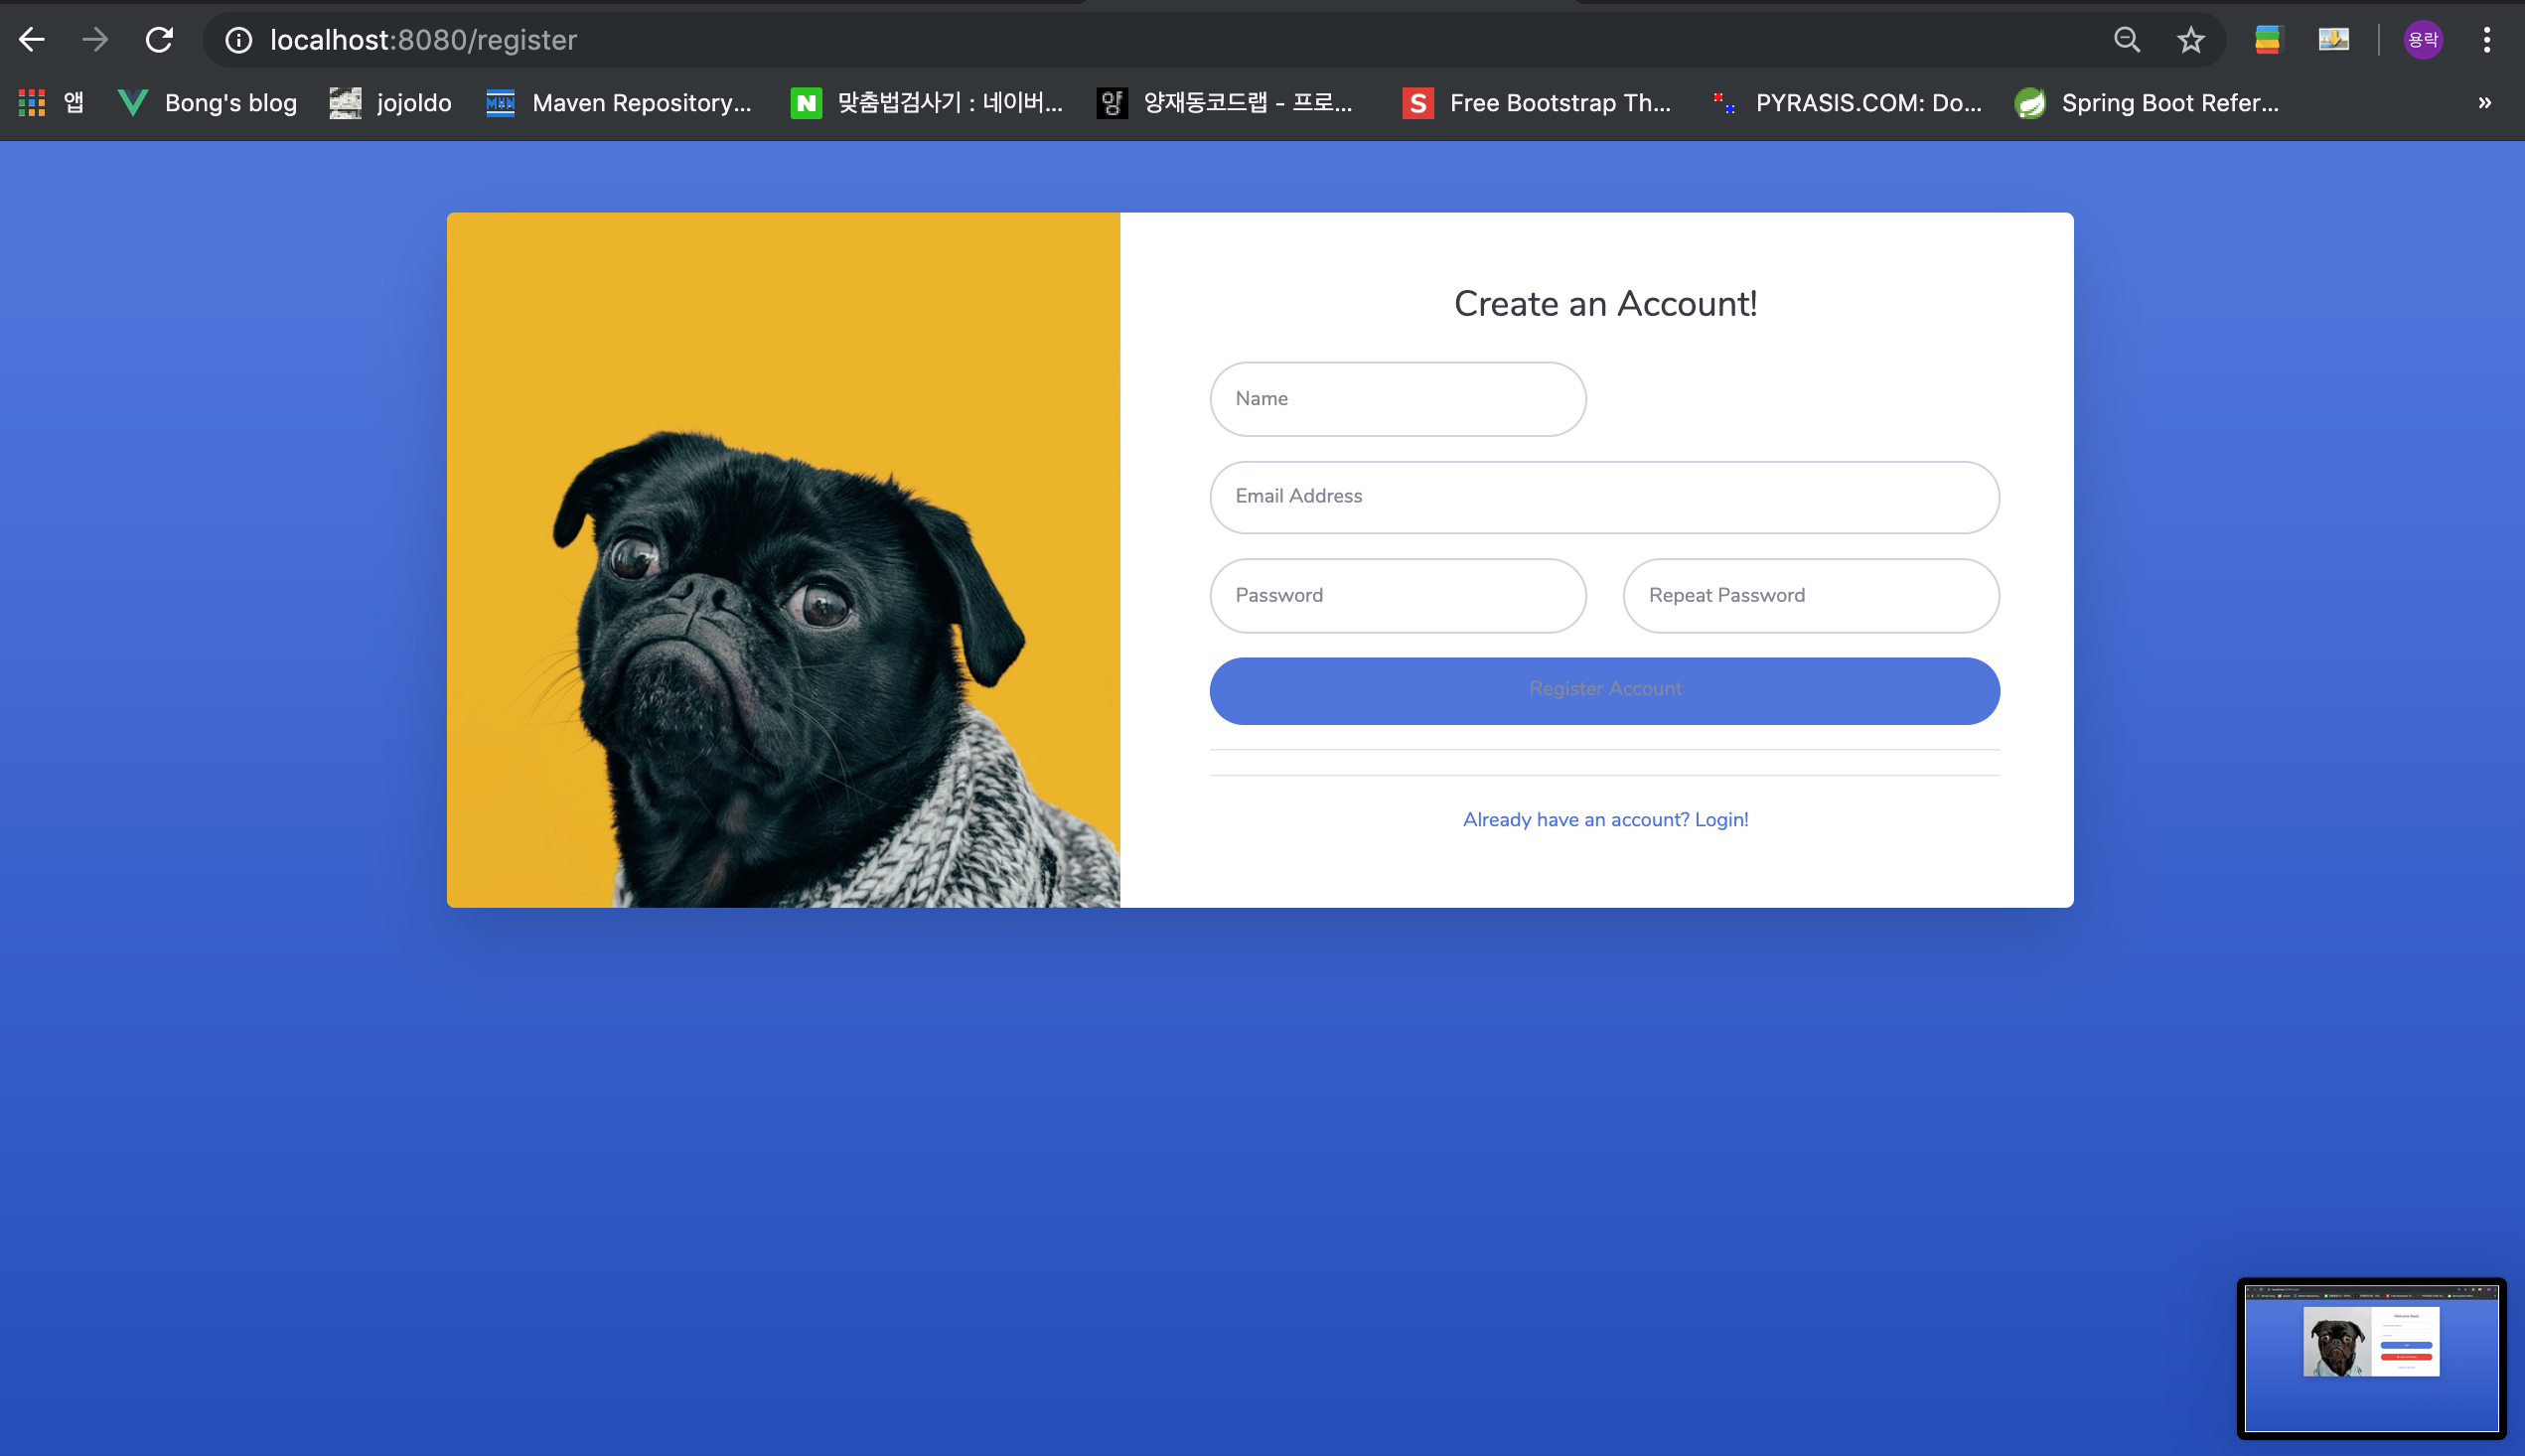 localhost:8080/register
용락
앱
Bong's blog
jojoldo
MVN
Maven Repository...
N
맞춤법검사기 : 네이버...
양
양재동코드랩 - 프로...
S
Free Bootstrap Th...
PYRASIS.COM: Do...
Spring Boot Refer...
»
Create an Account!
Name
Email Address
Password
Repeat Password
Register Account
Already have an account? Login!